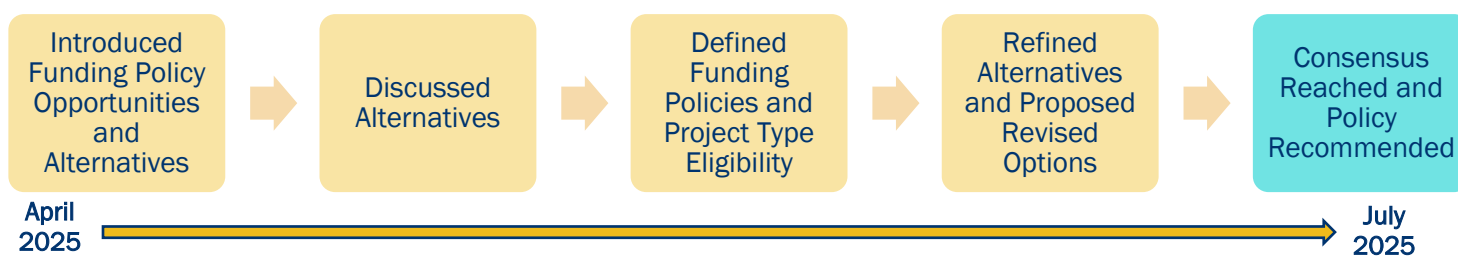 Introduced
Funding Policy
Opportunities
and
Alternatives
Discussed
Alternatives
Defined
Funding
Policies and
Project Type
Eligibility
Refined
Alternatives
and Proposed
Revised
Options
Consensus
Reached and
Policy
Recommended
April
2025
July
2025